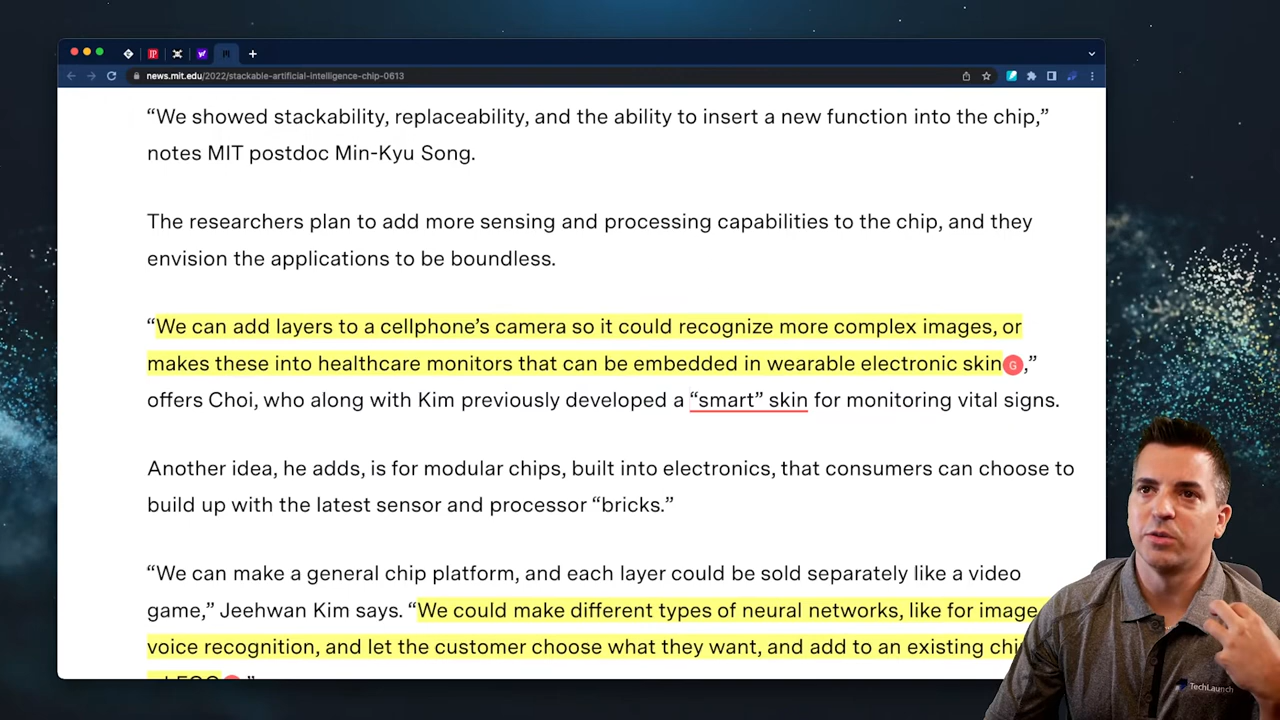 news.mit.edu/2022/stackable-artificial-intelligence-chip-0613
“We showed stackability, replaceability, and the ability to insert a new function into the chip,”
notes MIT postdoc Min-Kyu Song.
The researchers plan to add more sensing and processing capabilities to the chip, and they
envision the applications to be boundless.
“We can add layers to a cellphone’s camera so it could recognize more complex images, or
makes these into healthcare monitors that can be embedded in wearable electronic skin G,”
offers Choi, who along with Kim previously developed a “smart” skin for monitoring vital signs.
Another idea, he adds, is for modular chips, built into electronics, that consumers can choose to
build up with the latest sensor and processor “bricks.”
“We can make a general chip platform, and each layer could be sold separately like a video
game,” Jeehwan Kim says. “We could make different types of neural networks, like for image
voice recognition, and let the customer choose what they want, and add to an existing
TechLaunch